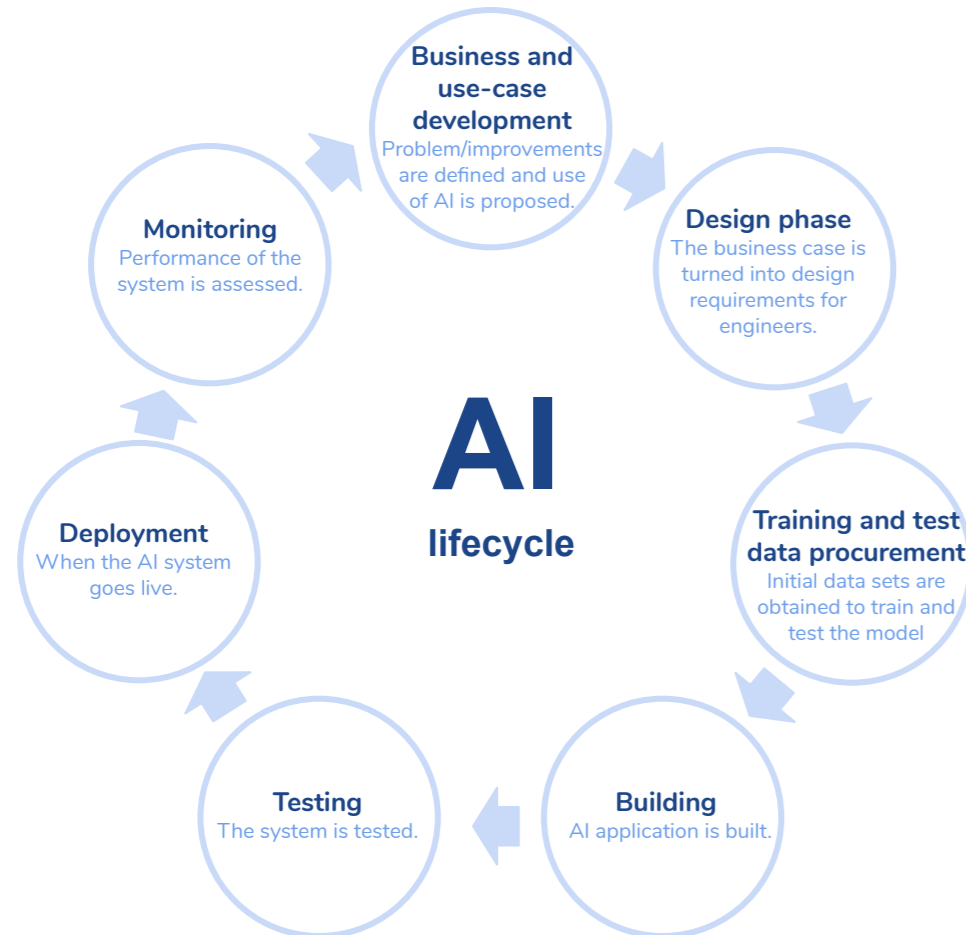 Business and
use-case
development
Problem/improvements
are defined and use
of AI is proposed.
Design phase
The business case is
turned into design
requirements for
engineers.
Training and test
data procurement
Initial data sets are
obtained to train and
test the model
Building
AI application is built.
Testing
The system is tested.
Deployment
When the AI system
goes live.
Monitoring
Performance of the
system is assessed.
AI
lifecycle